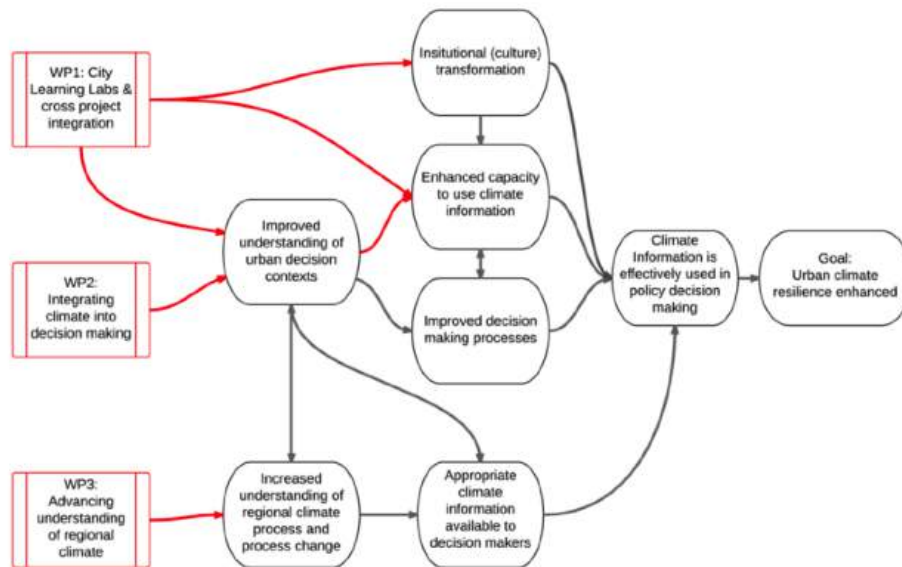 WP1: City
Learning Labs &
cross project
integration
Insitutional (culture)
transformation
Enhanced capacity
to use climate
information
Improved
understanding of
urban decision
contexts
WP2:
Integrating
climate into
decision making
Improved decision
making processes
Climate
Information is
effectively used in
policy decision
making
Goal:
Urban climate
resilience enhanced
WP3:
Advancing
understanding
of regional
climate
Increased
understanding of
regional climate
process and
process change
Appropriate
climate
information
available to
decision makers